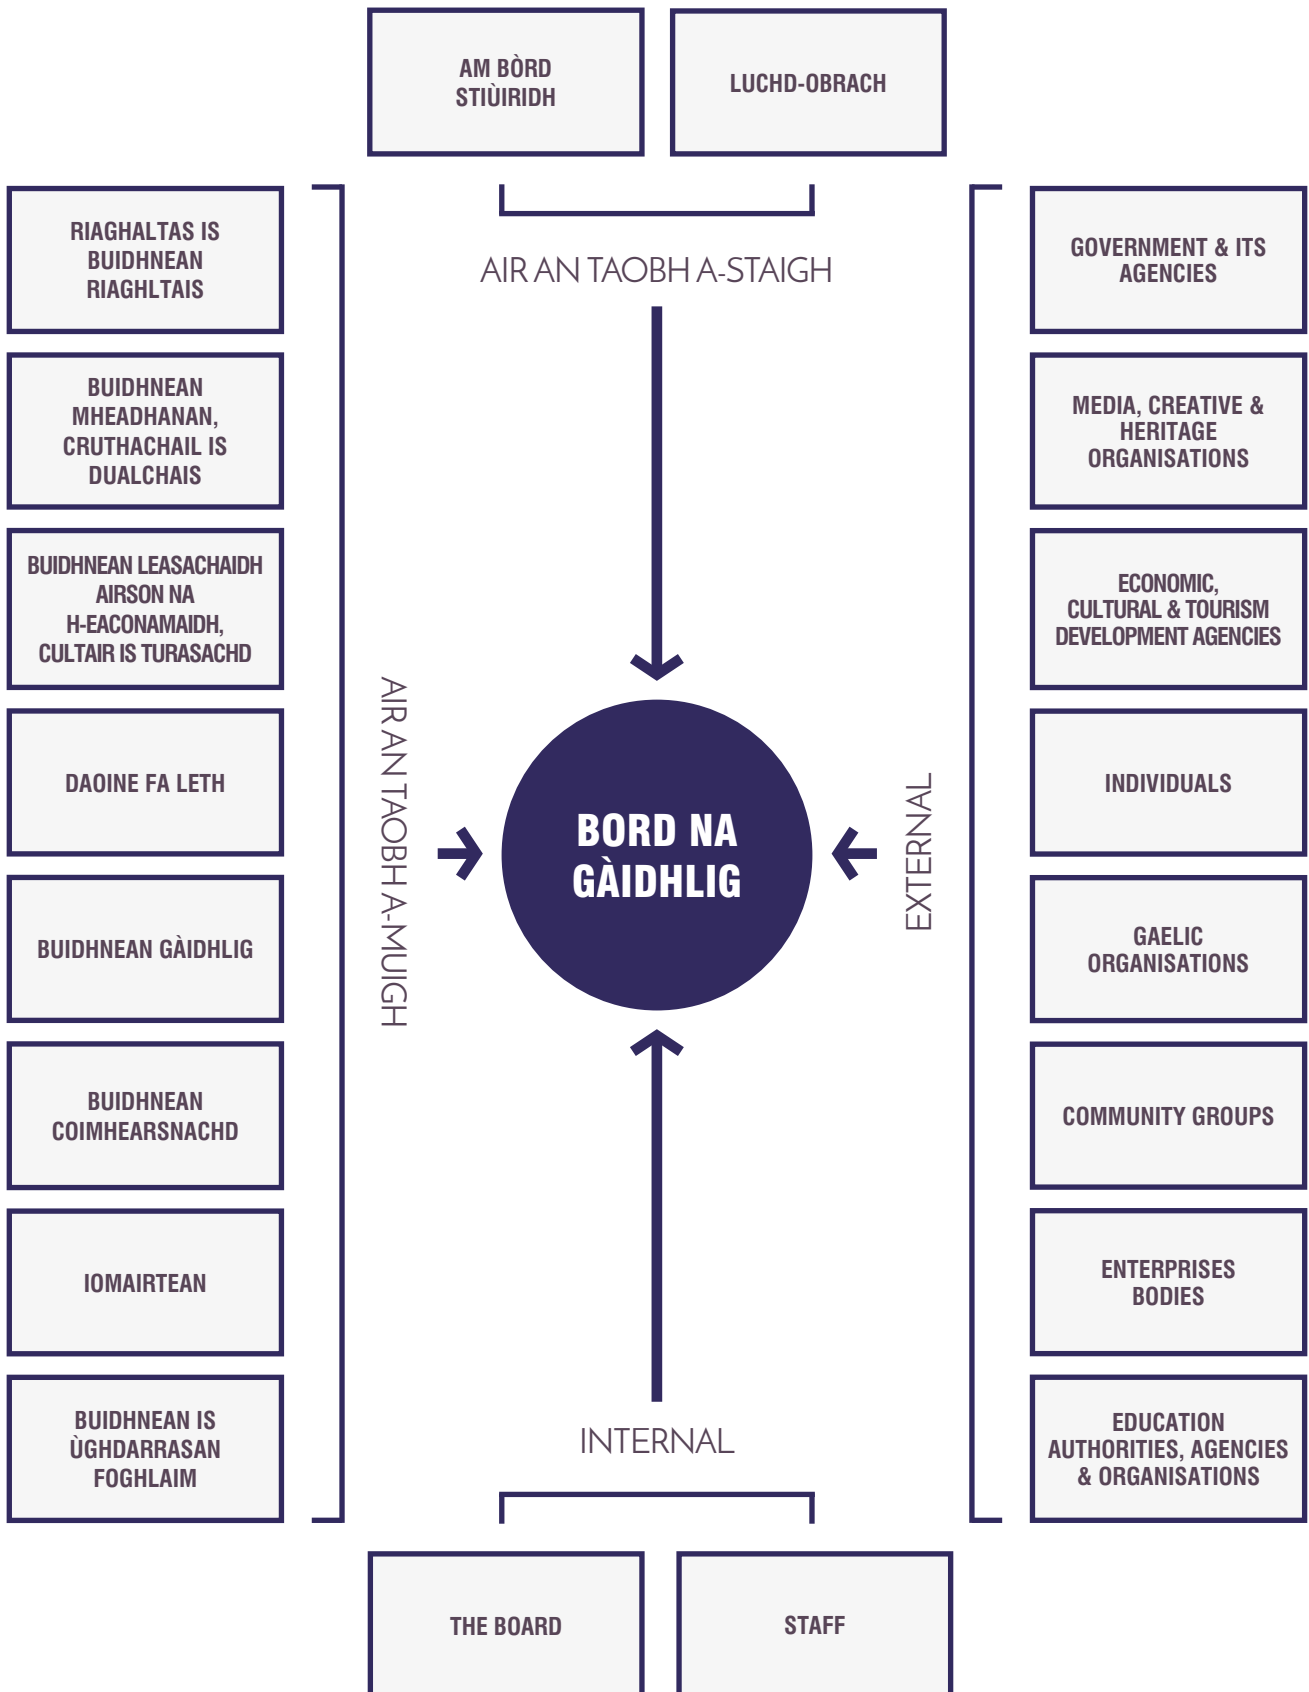 AM BÒRD
STIÙIRIDH
LUCHD-OBRACH
AIR AN TAOBH A-STAIGH
RIAGHALTAS IS
BUIDHNEAN
RIAGHLTAIS
BUIDHNEAN
MHEADHANAN,
CRUTHACHAIL IS
DUALCHAIS
BUIDHNEAN LEASACHAIDH
AIRSON NA
H-EACONAMAIDH,
CULTAIR IS TURASACHD
DAOINE FA LETH
BUIDHNEAN GÀIDHLIG
BUIDHNEAN
COIMHEARSNACHD
IOMAIRTEAN
BUIDHNEAN IS
ÙGHDARRASAN
FOGHLAIM
AIR AN TAOBH A-MUIGH
BORD NA
GÀIDHLIG
EXTERNAL
GOVERNMENT & ITS
AGENCIES
MEDIA, CREATIVE &
HERITAGE
ORGANISATIONS
ECONOMIC,
CULTURAL & TOURISM
DEVELOPMENT AGENCIES
INDIVIDUALS
GAELIC
ORGANISATIONS
COMMUNITY GROUPS
ENTERPRISES
BODIES
EDUCATION
AUTHORITIES, AGENCIES
& ORGANISATIONS
INTERNAL
THE BOARD
STAFF